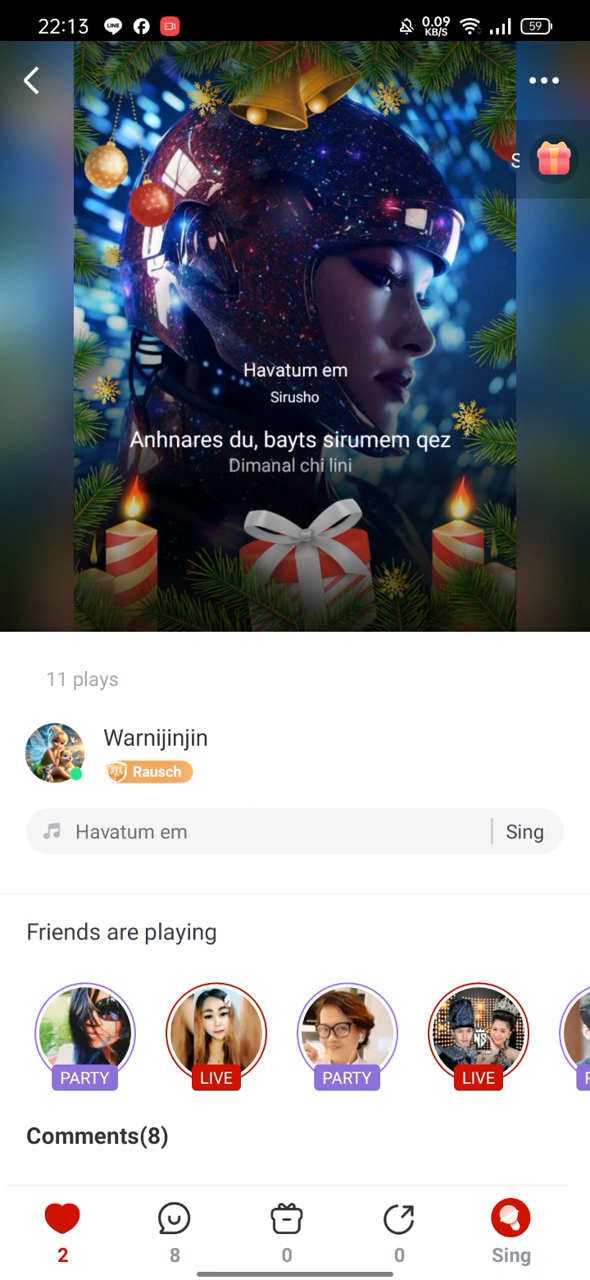 22:13
LINE
0.09
KB/S
59
S
Havatum em
Sirusho
Anhnares du, bayts sirumem qez
Dimanal chi lini
11 plays
Warnijinjin
Rausch
Havatum em
Sing
Friends are playing
PARTY
LIVE
PARTY
LIVE
Comments(8)
2
8
0
0
Sing